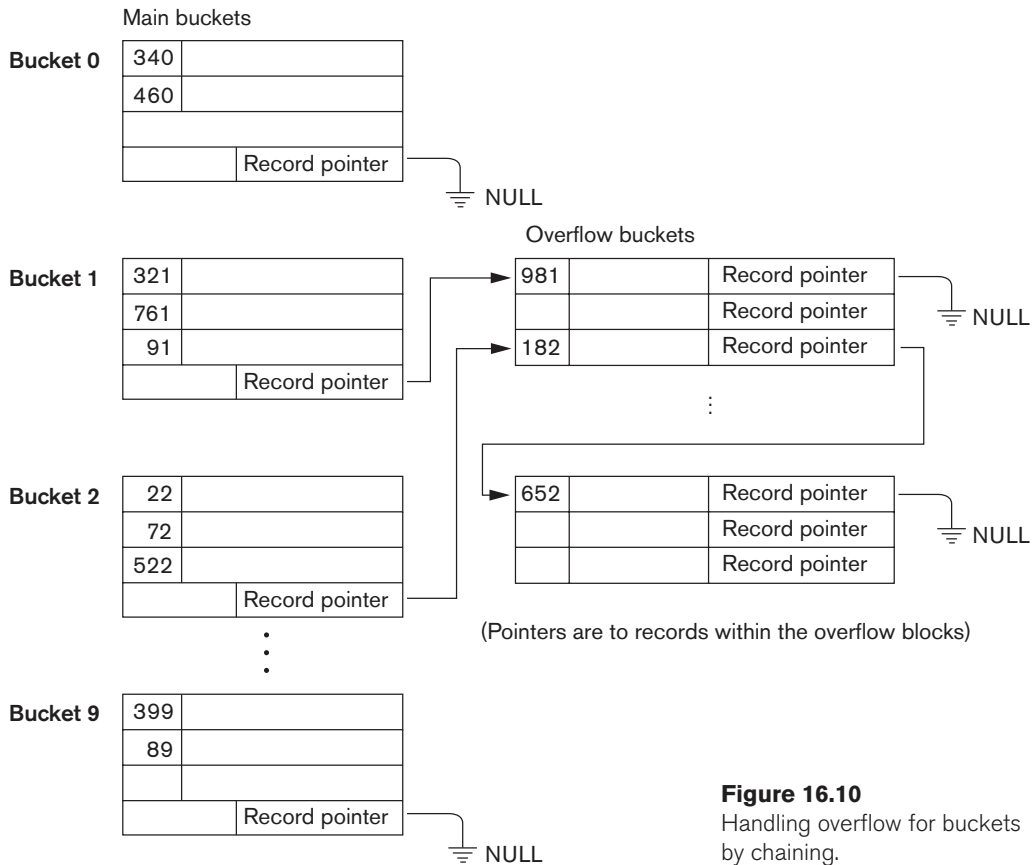 Main buckets
Bucket 0
340
460
Record pointer
NULL
Overflow buckets
Bucket 1
321
761
91
Record pointer
981 Record pointer
Record pointer
182 Record pointer
NULL
Bucket 2
22
72
522
Record pointer
652 Record pointer
Record pointer
Record pointer
NULL
(Pointers are to records within the overflow blocks)
Bucket 9
399
89
Record pointer
NULL
Figure 16.10
Handling overflow for buckets
by chaining.